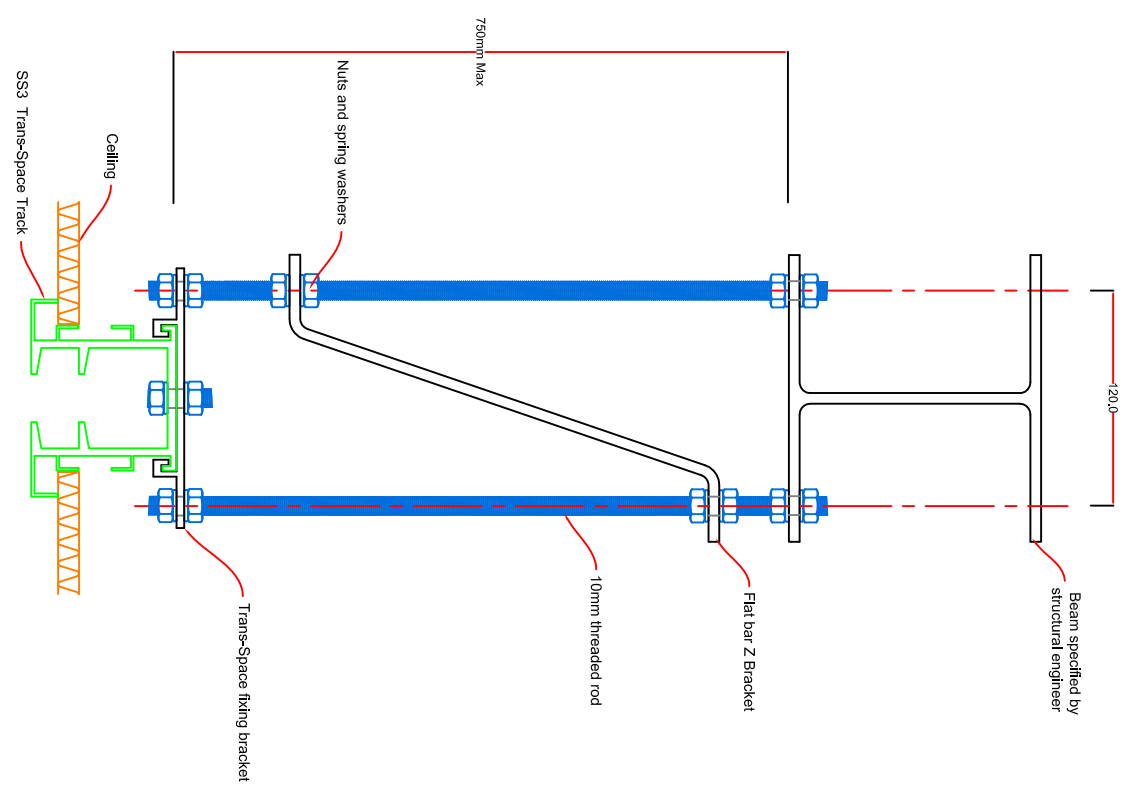 Beam specified by
structural engineer
120.0
Flat bar Z Bracket
10mm threaded rod
750mm Max
Nuts and spring washers
Trans-Space fixing bracket
Ceiling
SS3 Trans-Space Track